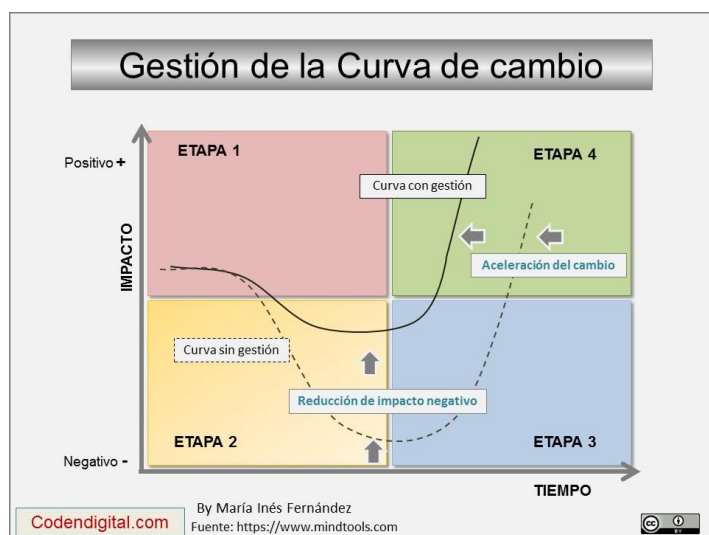 Gestión de la Curva de cambio
ETAPA 1
ETAPA 4
Positivo +
Curva con gestión
IMPACTO
Aceleración del cambio
Curva sin gestión
Reducción de impacto negativo
ETAPA 2
ETAPA 3
Negativo -
TIEMPO
By María Inés Fernández
Codendigital.com
Fuente: https://www.mindtools.com
cc
BY